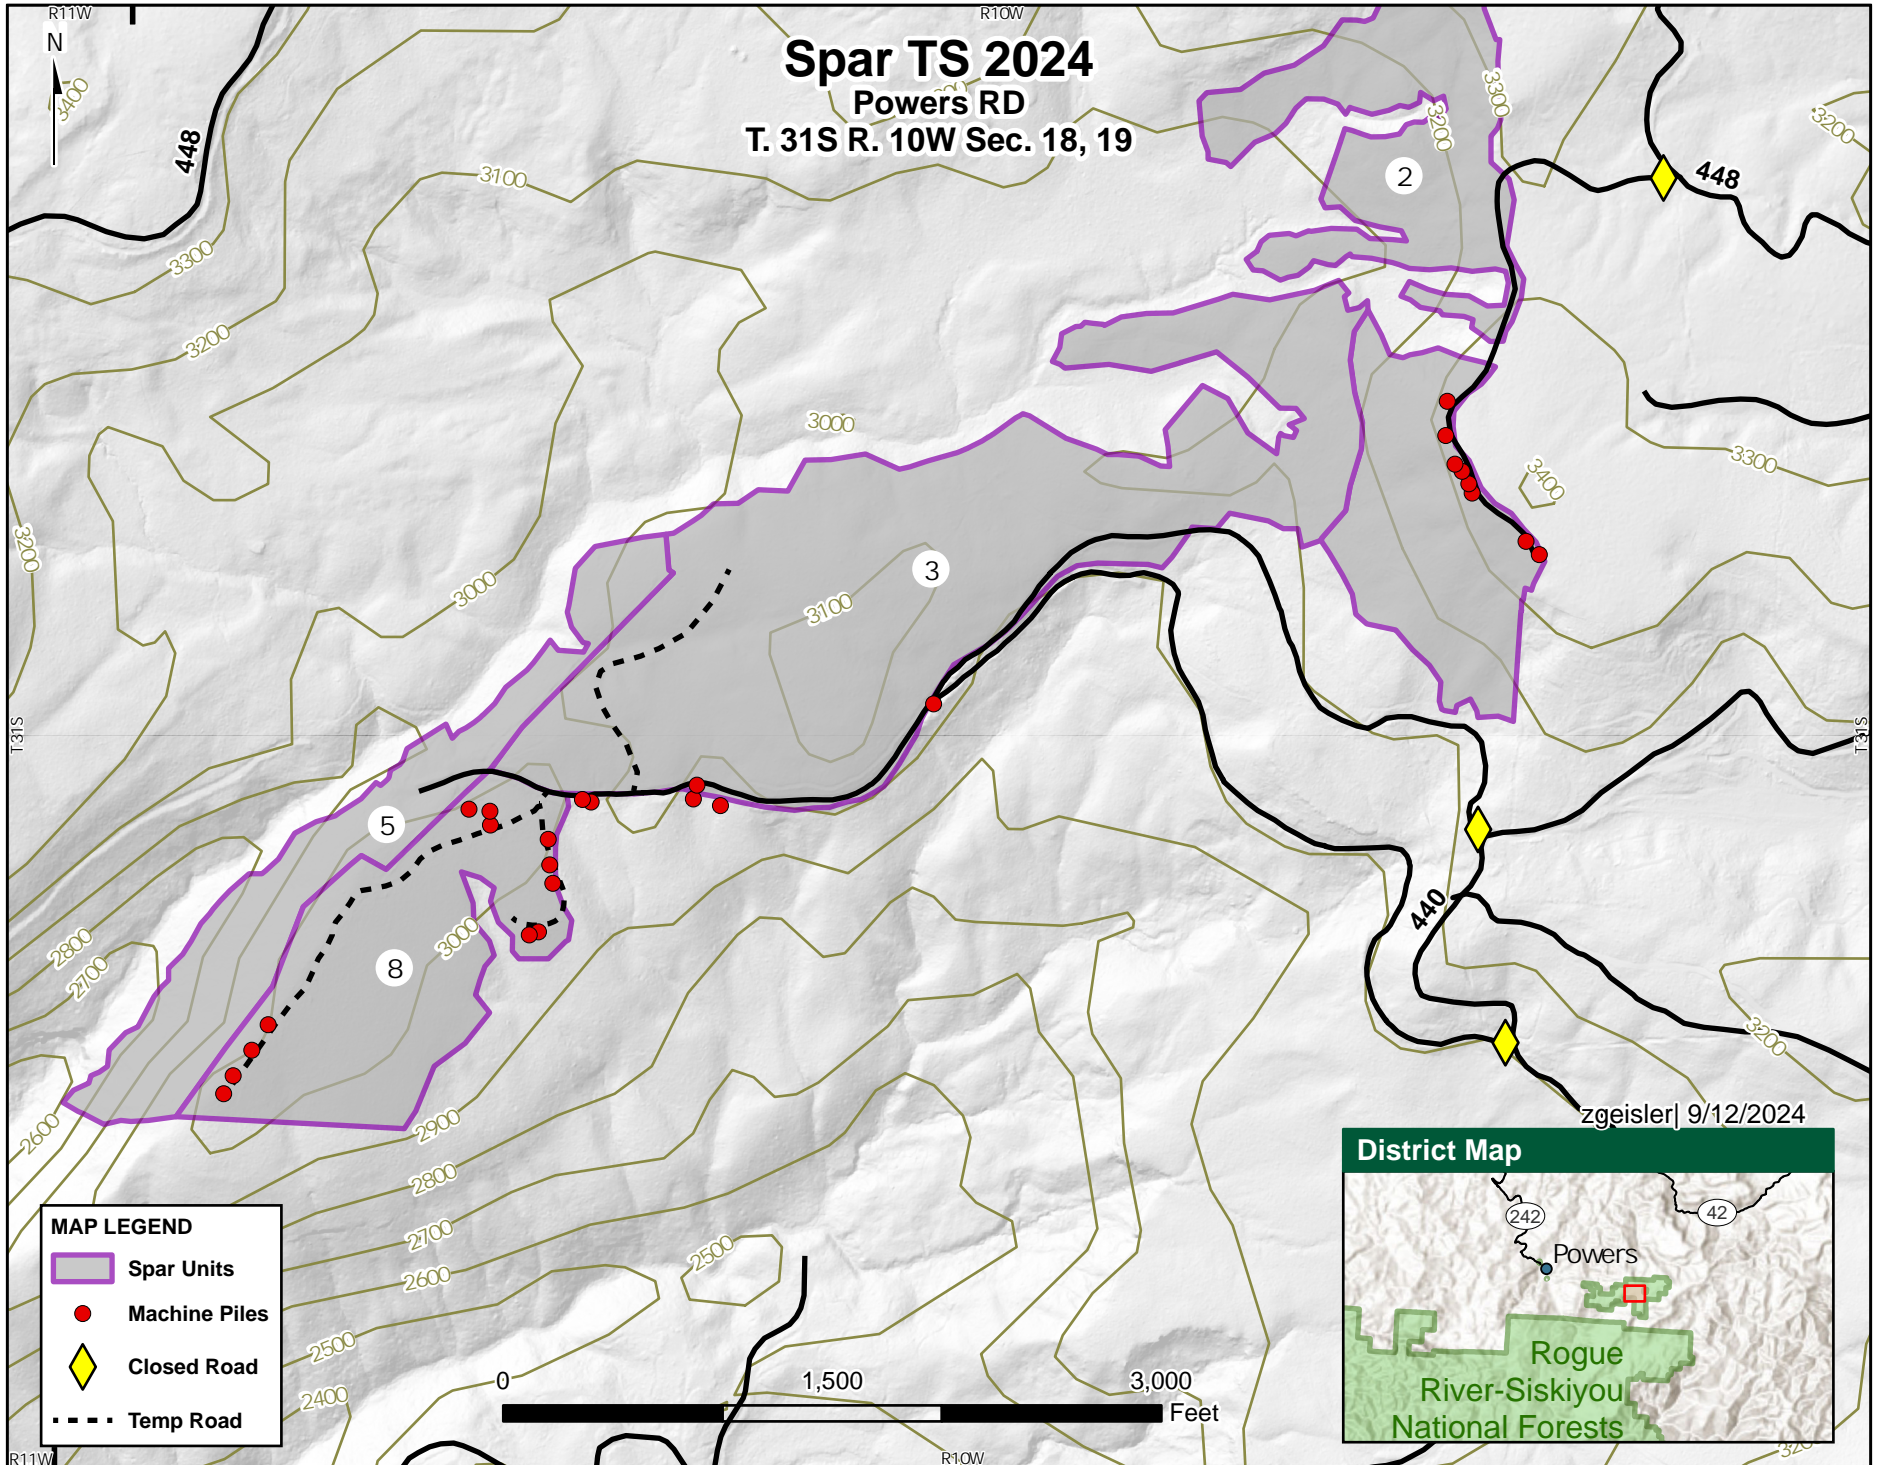 R11W
R10W
N
Spar TS 2024
Powers RD
T. 31S R. 10W Sec. 18, 19
3400
448
3100
3300
3200
3300
3200
2
448
3200
3000
3300
3400
3200
3000
3
3100
T31S
T31S
5
440
3000
8
2800
2700
3200
2600
2900
zgeisler| 9/12/2024
2800
2700
2600
2500
2500
2400
MAP LEGEND
Spar Units
Machine Piles
Closed Road
Temp Road
0
1,500
3,000
Feet
District Map
242
42
Powers
Rogue
River-Siskiyou
National Forests
R11W
R10W